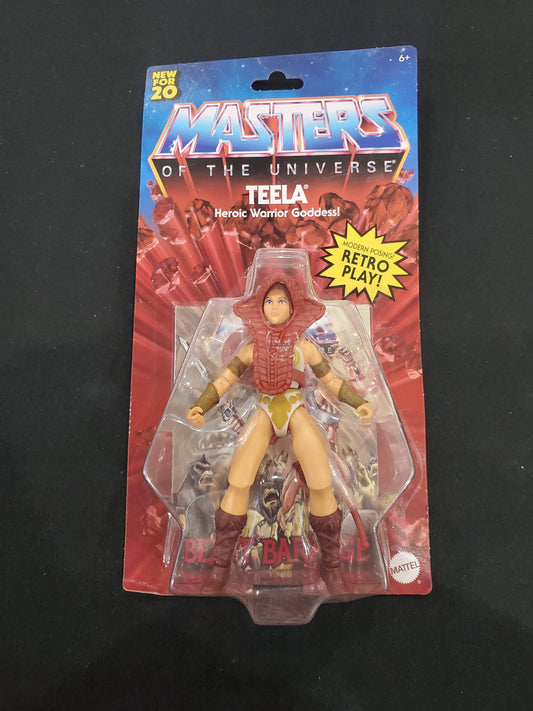 NEW
FOR
20
6+
MASTERS
OF THE UNIVERSE®
TEELA®
Heroic Warrior Goddess!
MODERN POSING!
RETRO
PLAY!
MATTEL